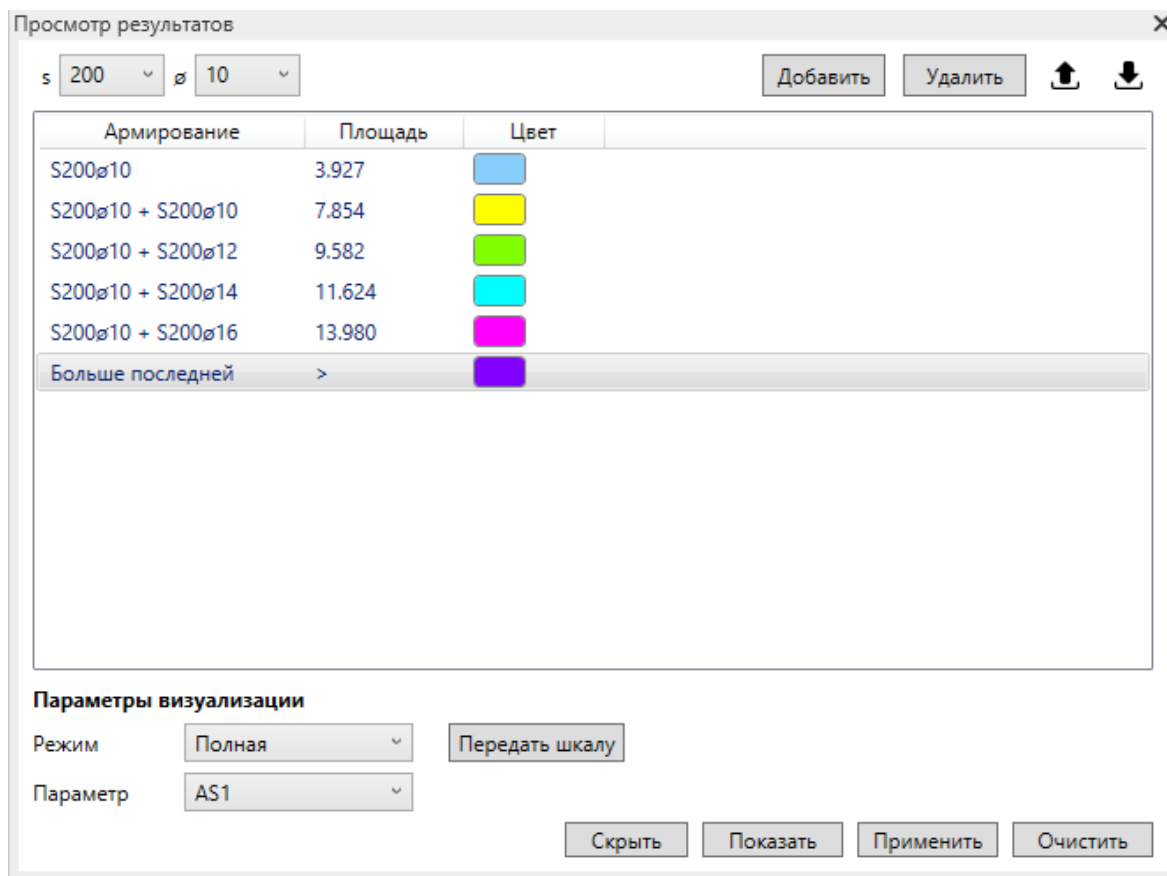 Просмотр результатов
s 200 ø 10 Добавить Удалить
Армирование Площадь Цвет
S200ø10 3.927
S200ø10 + S200ø10 7.854
S200ø10 + S200ø12 9.582
S200ø10 + S200ø14 11.624
S200ø10 + S200ø16 13.980
Больше последней >
Параметры визуализации
Режим Полная Передать шкалу
Параметр AS1
Скрыть Показать Применить Очистить